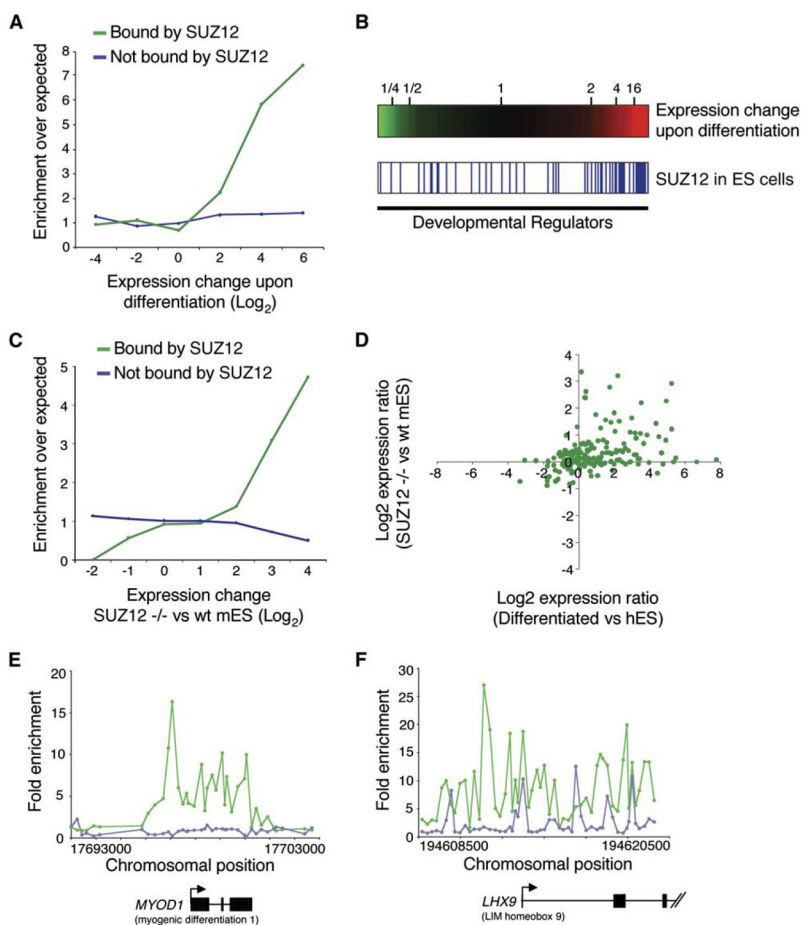 A
Bound by SUZ12
Not bound by SUZ12
Enrichment over expected
8
7
6
5
4
3
2
1
0
-4 -2 0 2 4 6
Expression change upon
differentiation (Log2)
B
1/4 1/2 1 2 4 16
Expression change
upon differentiation
SUZ12 in ES cells
Developmental Regulators
C
Bound by SUZ12
Not bound by SUZ12
Enrichment over expected
5
4
3
2
1
0
-2 -1 0 1 2 3 4
Expression change
SUZ12 -/- vs wt mES (Log2)
D
Log2 expression ratio
(SUZ12 -/- vs wt mES)
4
3
2
1
0
-1
-2
-3
-4
-8 -6 -4 -2 0 2 4 6 8
Log2 expression ratio
(Differentiated vs hES)
E
Fold enrichment
20
15
10
5
0
17693000 17703000
Chromosomal position
MYOD1
(myogenic differentiation 1)
F
Fold enrichment
30
25
20
15
10
5
0
194608500 194620500
Chromosomal position
LHX9
(LIM homeobox 9)